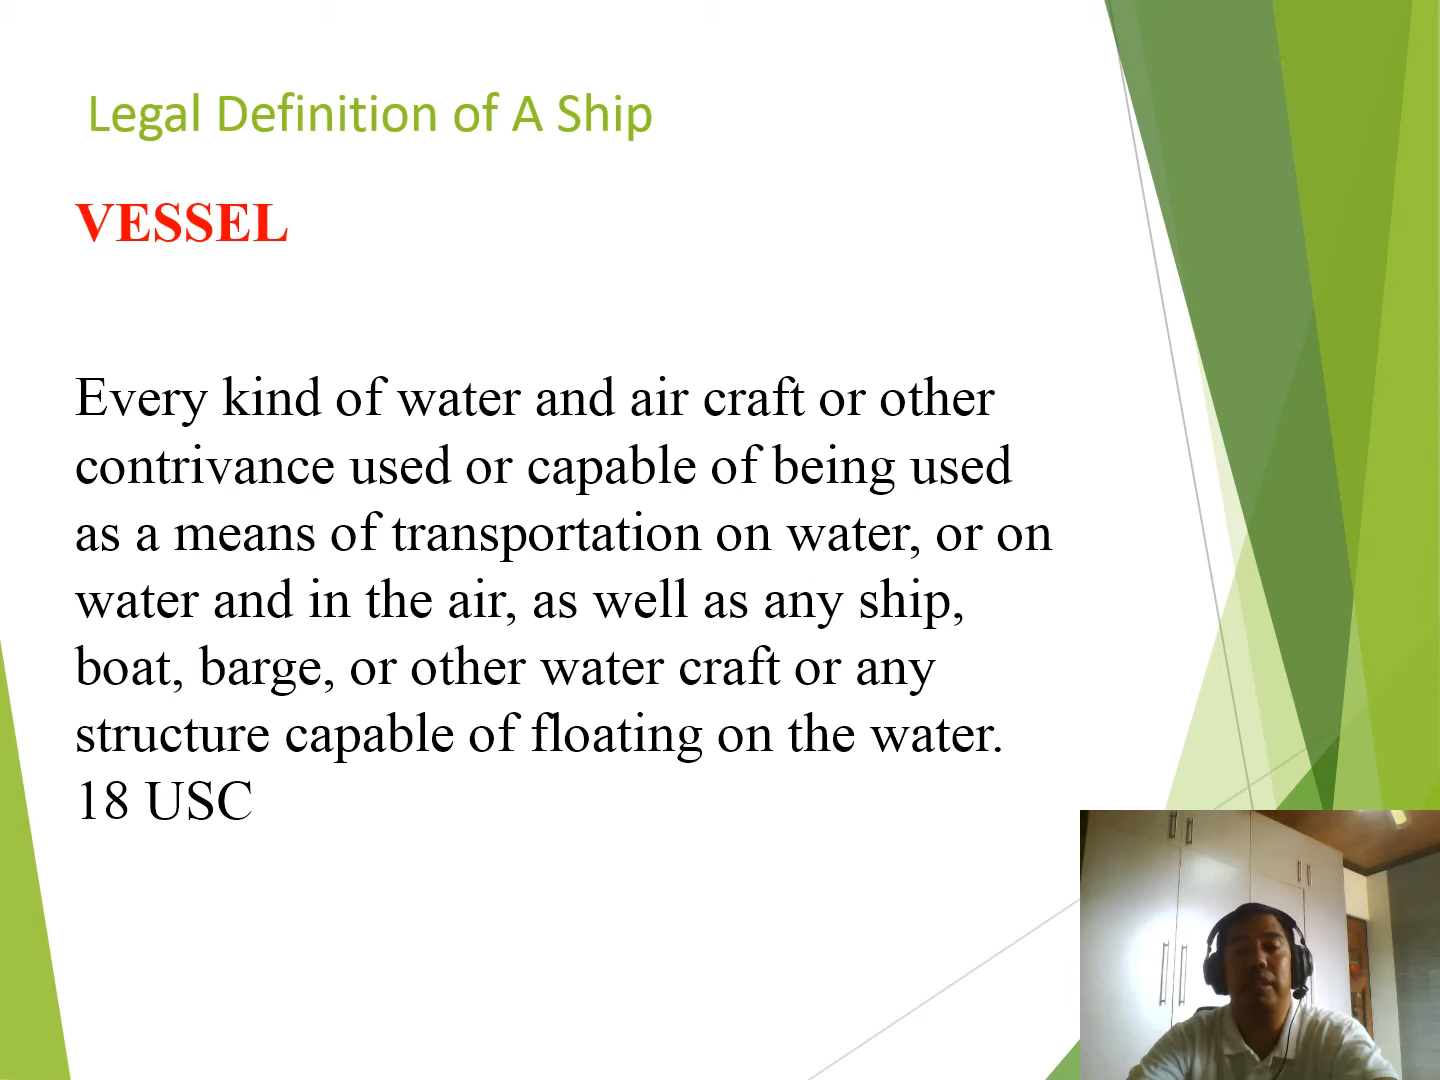 Legal Definition of A Ship
VESSEL
Every kind of water and air craft or other
contrivance used or capable of being used
as a means of transportation on water, or on
water and in the air, as well as any ship,
boat, barge, or other water craft or any
structure capable of floating on the water.
18 USC